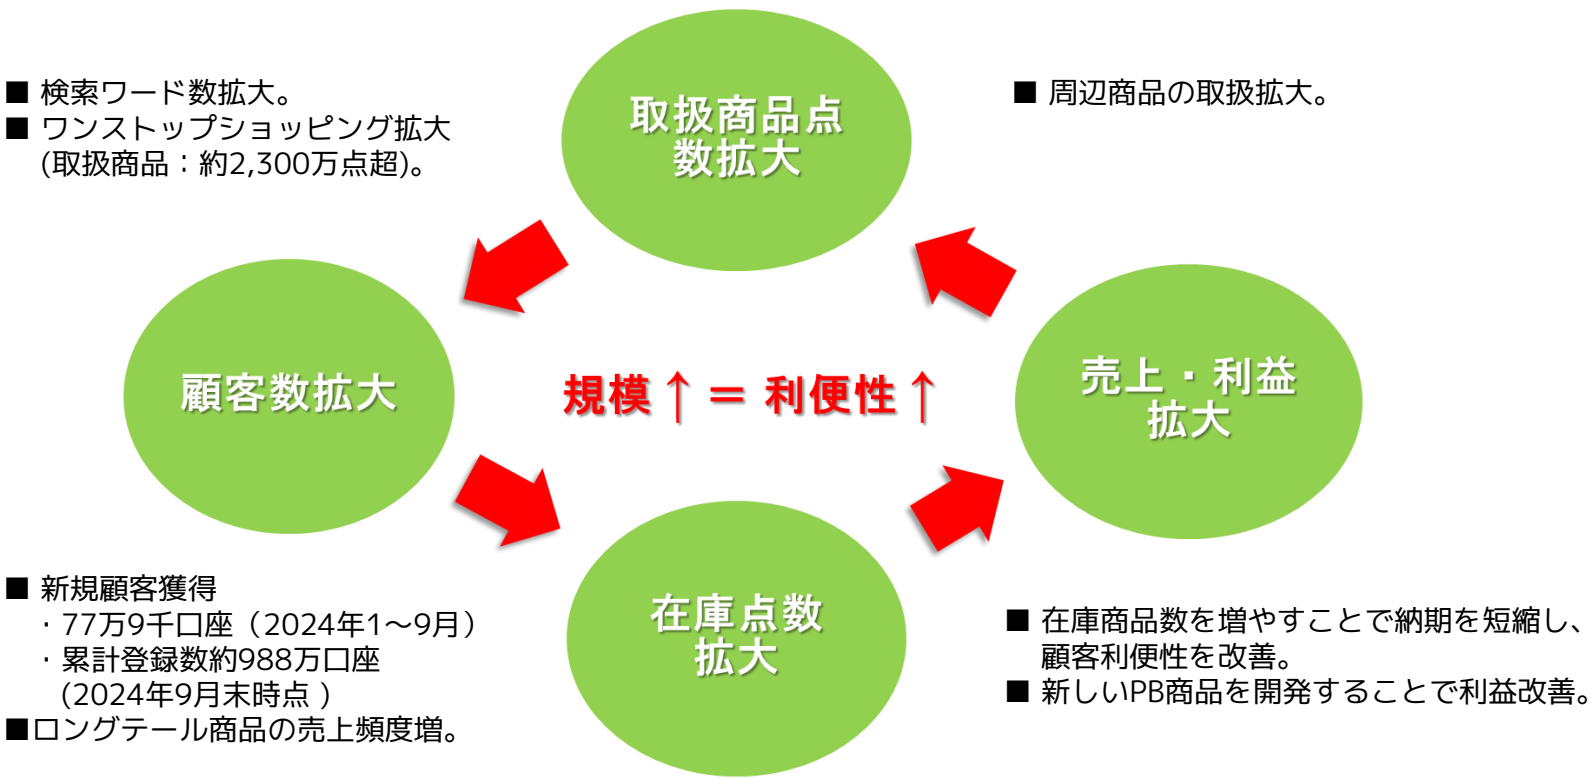 ■ 検索ワード数拡大。
■ ワンストップショッピング拡大
(取扱商品：約2,300万点超)。
取扱商品点
数拡大
■ 周辺商品の取扱拡大。
顧客数拡大
規模↑＝利便性↑
売上・利益
拡大
■ 新規顧客獲得
・77万9千口座（2024年1～9月）
・累計登録数約988万口座
(2024年9月末時点 )
■ロングテール商品の売上頻度増。
在庫点数
拡大
■ 在庫商品数を増やすことで納期を短縮し、
顧客利便性を改善。
■ 新しいPB商品を開発することで利益改善。